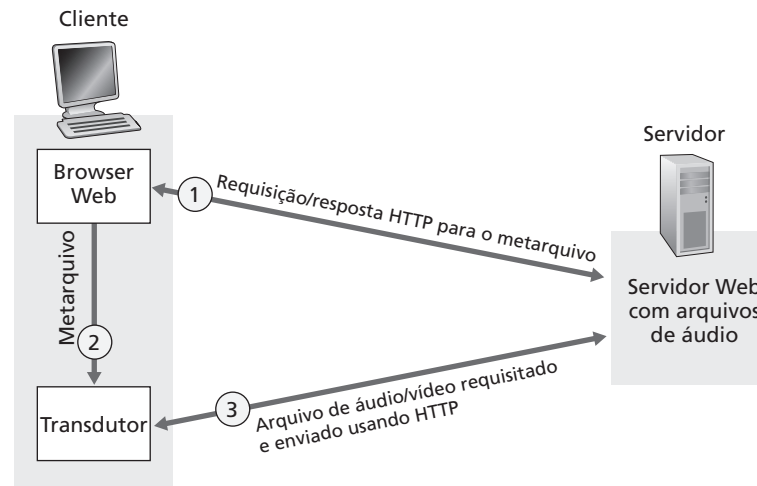 Cliente
Servidor
Browser
Web
1
Requisição/resposta HTTP para o metarquivo
Metarquivo
2
Servidor Web
com arquivos
de áudio
Transdutor
3
Arquivo de áudio/vídeo requisitado
e enviado usando HTTP